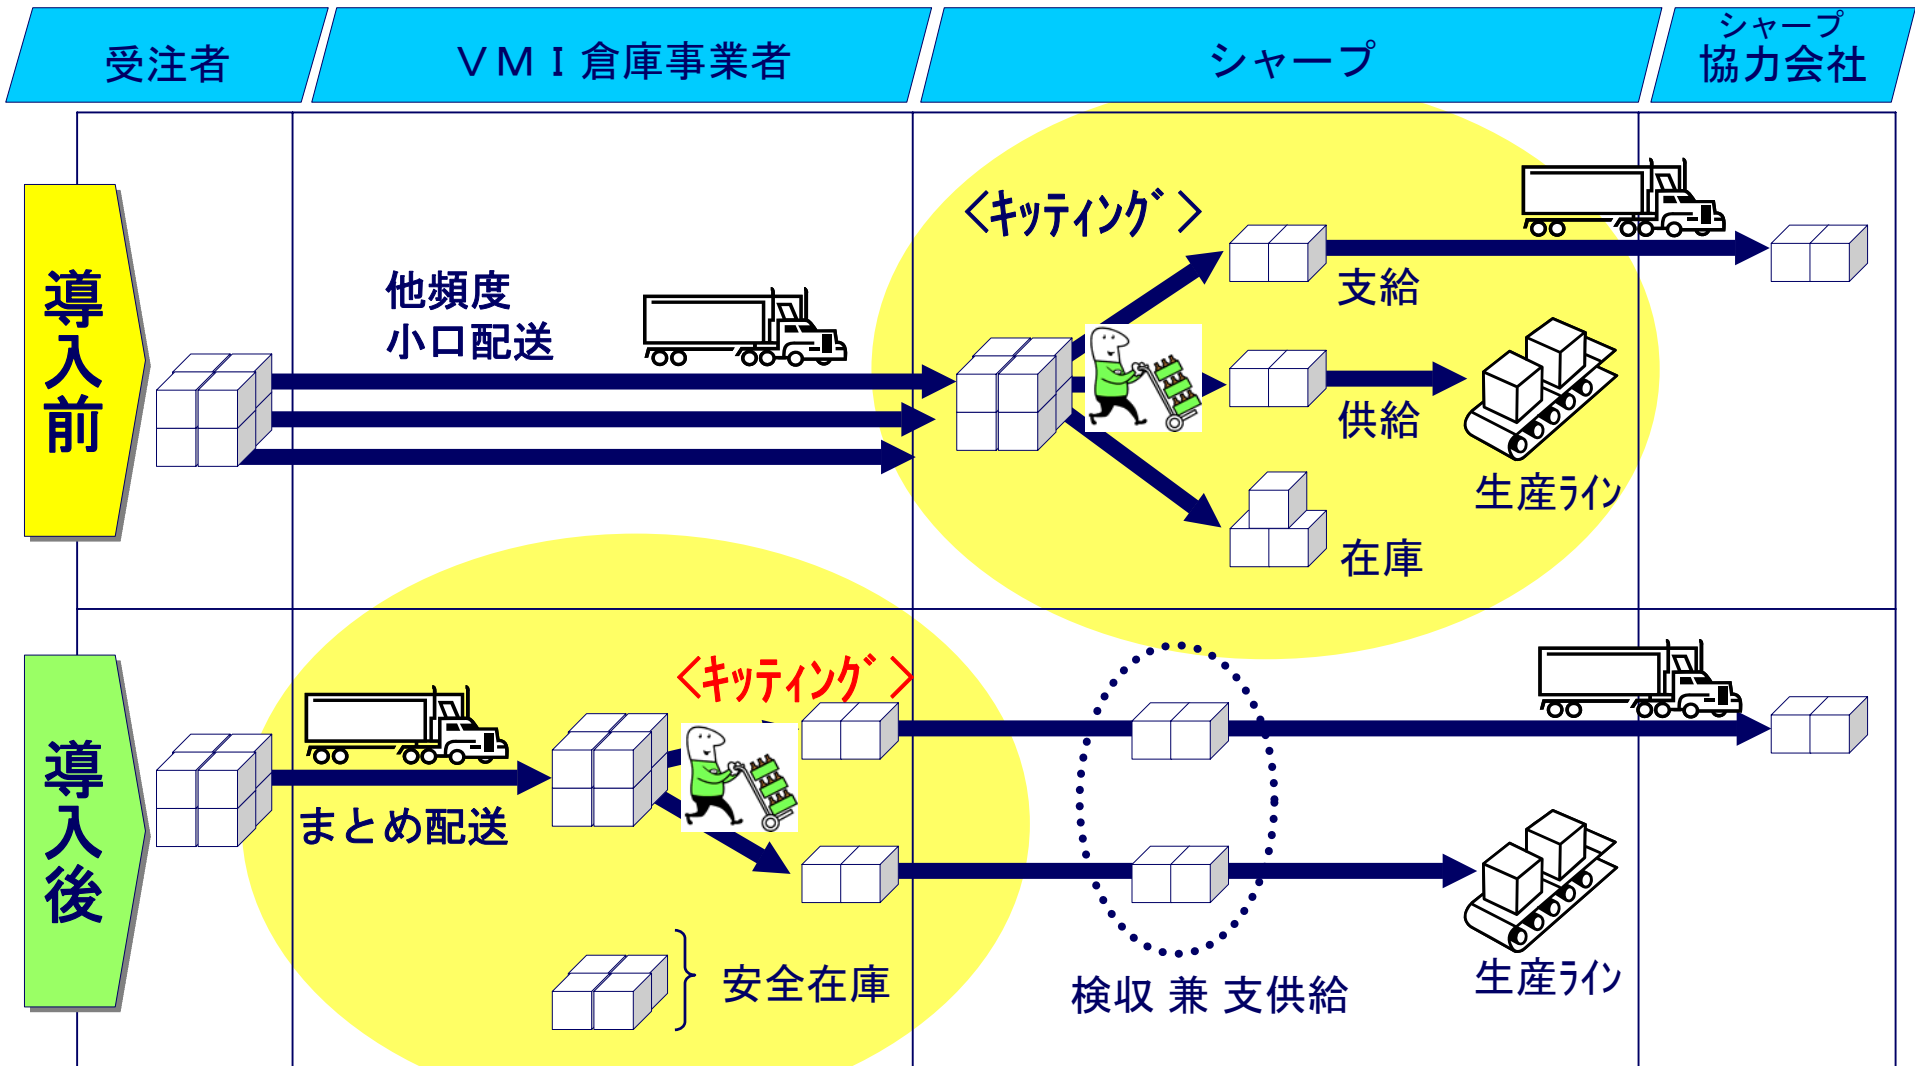 受注者
ＶＭＩ倉庫事業者
シャープ
シャープ
協力会社
導入前
他頻度
小口配送
＜ｷｯﾃｨﾝｸﾞ＞
支給
供給
生産ﾗｲﾝ
在庫
導入後
まとめ配送
＜ｷｯﾃｨﾝｸﾞ＞
安全在庫
検収 兼 支供給
生産ﾗｲﾝ